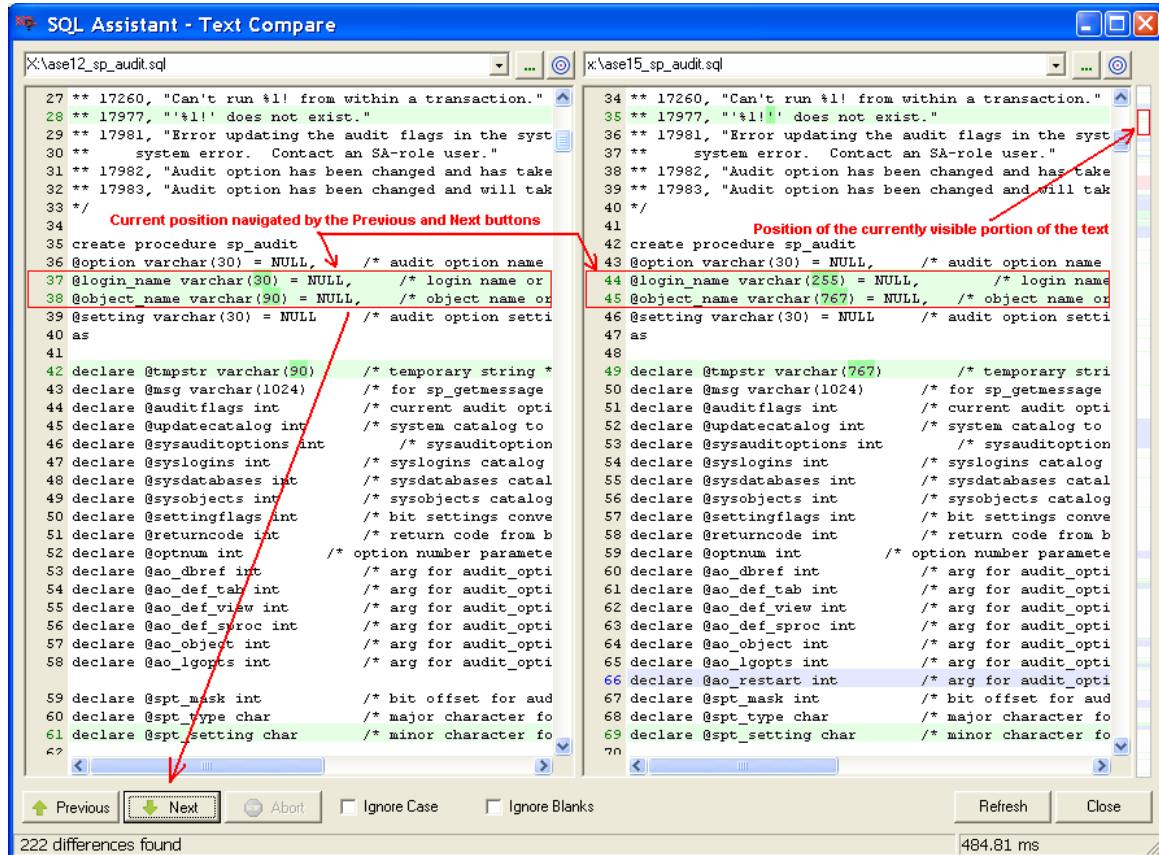 SQL Assistant - Text Compare
X:\ase12_sp_audit.sql
...
x:\ase15_sp_audit.sql
...
27 ** 17260, "Can't run %1! from within a transaction."
28 ** 17977, "'%1!' does not exist."
29 ** 17981, "Error updating the audit flags in the syst
30 ** system error. Contact an SA-role user."
31 ** 17982, "Audit option has been changed and has take
32 ** 17983, "Audit option has been changed and will tak
33 */
34
35 create procedure sp_audit
36 @option varchar(30) = NULL, /* audit option name
37 @login_name varchar(30) = NULL, /* login name or
38 @object_name varchar(90) = NULL, /* object name or
39 @setting varchar(30) = NULL /* audit option setti
40 as
41
42 declare @tmpstr varchar(90) /* temporary string *
43 declare @msg varchar(1024) /* for sp_getmessage
44 declare @auditflags int /* current audit opti
45 declare @updatecatalog int /* system catalog to
46 declare @sysauditoptions int /* sysauditoption
47 declare @syslogins int /* syslogins catalog
48 declare @sysdatabases int /* sysdatabases catal
49 declare @sysobjects int /* sysobjects catalog
50 declare @settingflags int /* bit settings conve
51 declare @returncode int /* return code from b
52 declare @optnum int /* option number paramete
53 declare @ao_dbref int /* arg for audit_opti
54 declare @ao_def_tab int /* arg for audit_opti
55 declare @ao_def_view int /* arg for audit_opti
56 declare @ao_def_sproc int /* arg for audit_opti
57 declare @ao_object int /* arg for audit_opti
58 declare @ao_lgopts int /* arg for audit_opti
59 declare @spt_mask int /* bit offset for aud
60 declare @spt_type char /* major character fo
61 declare @spt_setting char /* minor character fo
62
34 ** 17260, "Can't run %1! from within a transaction."
35 ** 17977, "'%1!'' does not exist."
36 ** 17981, "Error updating the audit flags in the syst
37 ** system error. Contact an SA-role user."
38 ** 17982, "Audit option has been changed and has take
39 ** 17983, "Audit option has been changed and will tak
40 */
41
42 create procedure sp_audit
43 @option varchar(30) = NULL, /* audit option name
44 @login_name varchar(255) = NULL, /* login name
45 @object_name varchar(767) = NULL, /* object name or
46 @setting varchar(30) = NULL /* audit option setti
47 as
48
49 declare @tmpstr varchar(767) /* temporary stri
50 declare @msg varchar(1024) /* for sp_getmessage
51 declare @auditflags int /* current audit opti
52 declare @updatecatalog int /* system catalog to
53 declare @sysauditoptions int /* sysauditoption
54 declare @syslogins int /* syslogins catalog
55 declare @sysdatabases int /* sysdatabases catal
56 declare @sysobjects int /* sysobjects catalog
57 declare @settingflags int /* bit settings conve
58 declare @returncode int /* return code from b
59 declare @optnum int /* option number paramete
60 declare @ao_dbref int /* arg for audit_opti
61 declare @ao_def_tab int /* arg for audit_opti
62 declare @ao_def_view int /* arg for audit_opti
63 declare @ao_def_sproc int /* arg for audit_opti
64 declare @ao_object int /* arg for audit_opti
65 declare @ao_lgopts int /* arg for audit_opti
66 declare @ao_restart int /* arg for audit_opti
67 declare @spt_mask int /* bit offset for aud
68 declare @spt_type char /* major character fo
69 declare @spt_setting char /* minor character fo
70
Current position navigated by the Previous and Next buttons
Position of the currently visible portion of the text
Previous
Next
Abort
Ignore Case
Ignore Blanks
Refresh
Close
222 differences found
484.81 ms